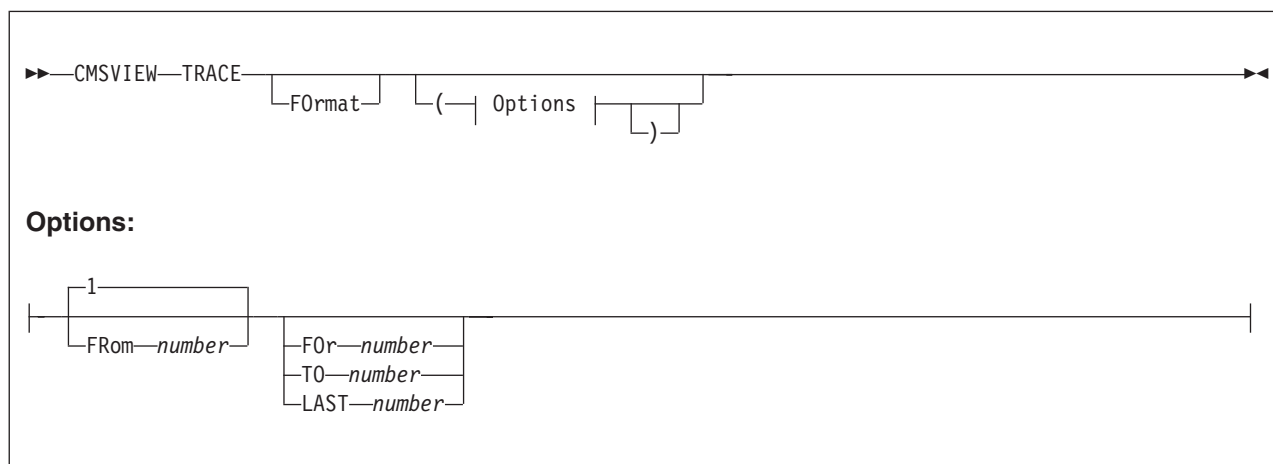 CMSVIEW TRACE
FOrmat ( Options
)
Options:
1
FRom number FOr number
TO number
LAST number